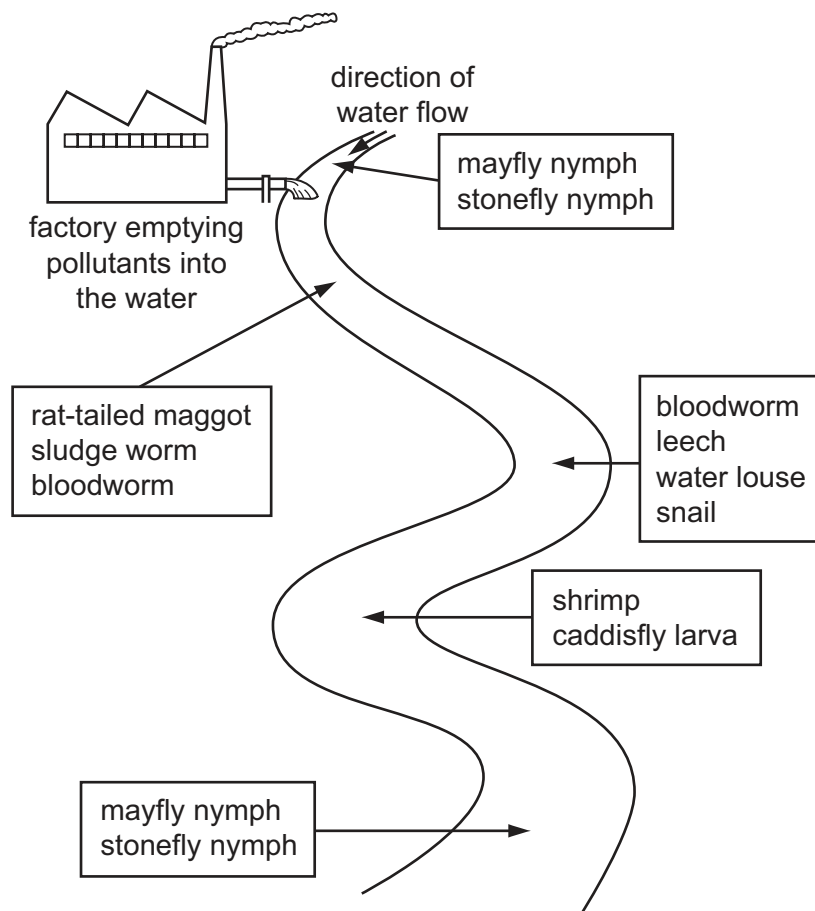 direction of
water flow
mayfly nymph
stonefly nymph
factory emptying
pollutants into
the water
rat-tailed maggot
sludge worm
bloodworm
bloodworm
leech
water louse
snail
shrimp
caddisfly larva
mayfly nymph
stonefly nymph